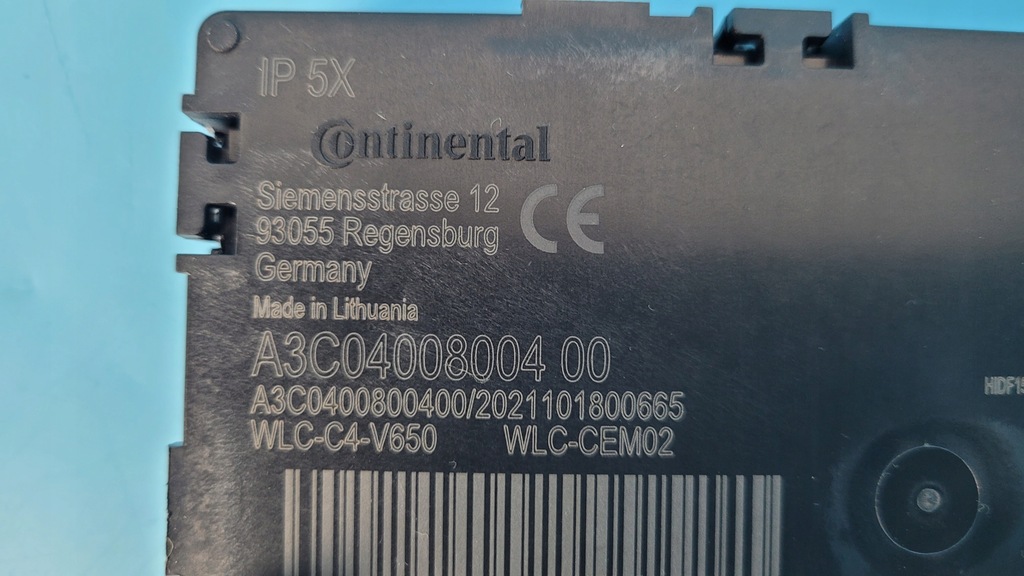 IP 5X
Continental
Siemensstrasse 12
CE
93055 Regensburg
Germany
Made in Lithuania
A3C04008004 00
A3C0400800400/2021101800665
WLC-C4-V650 WLC-CEM02